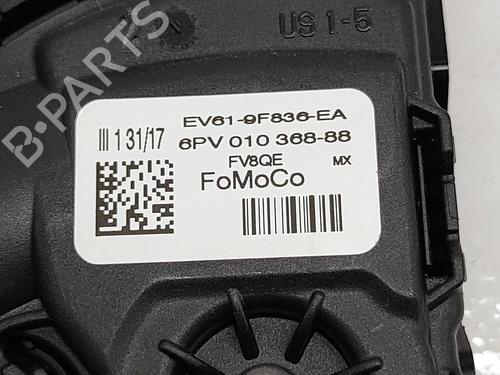 B-PARTS
US 1-5
EV61-9F836-EA
III 1 31/17 6PV 010 368-88
FV8QE MX
FoMoCo